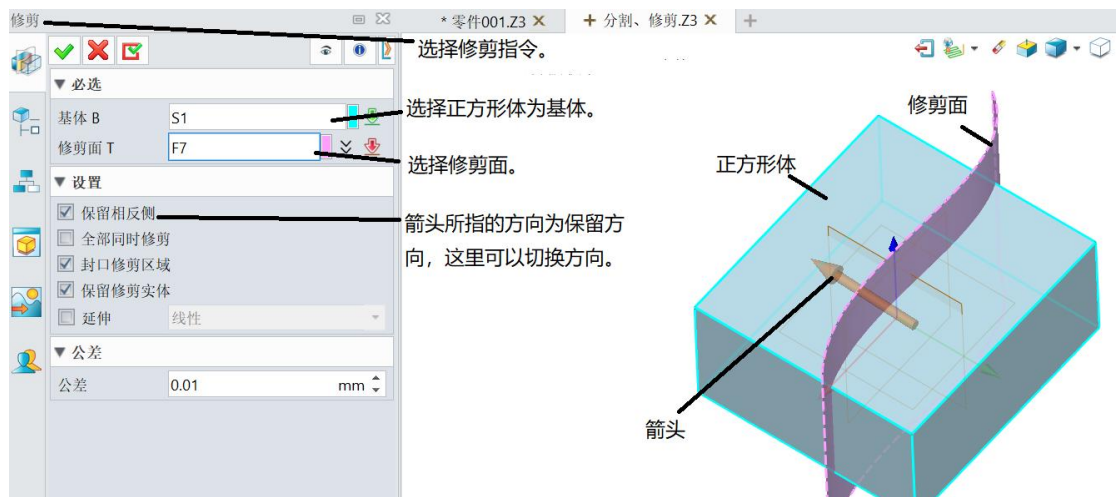 修剪
* 零件001.Z3
分割、修剪.Z3
选择修剪指令。
必选
基体 B
S1
选择正方形体为基体。
修剪面 T
F7
选择修剪面。
设置
保留相反侧
箭头所指的方向为保留方
向，这里可以切换方向。
全部同时修剪
封口修剪区域
保留修剪实体
延伸
线性
公差
公差
0.01
mm
修剪面
正方形体
箭头